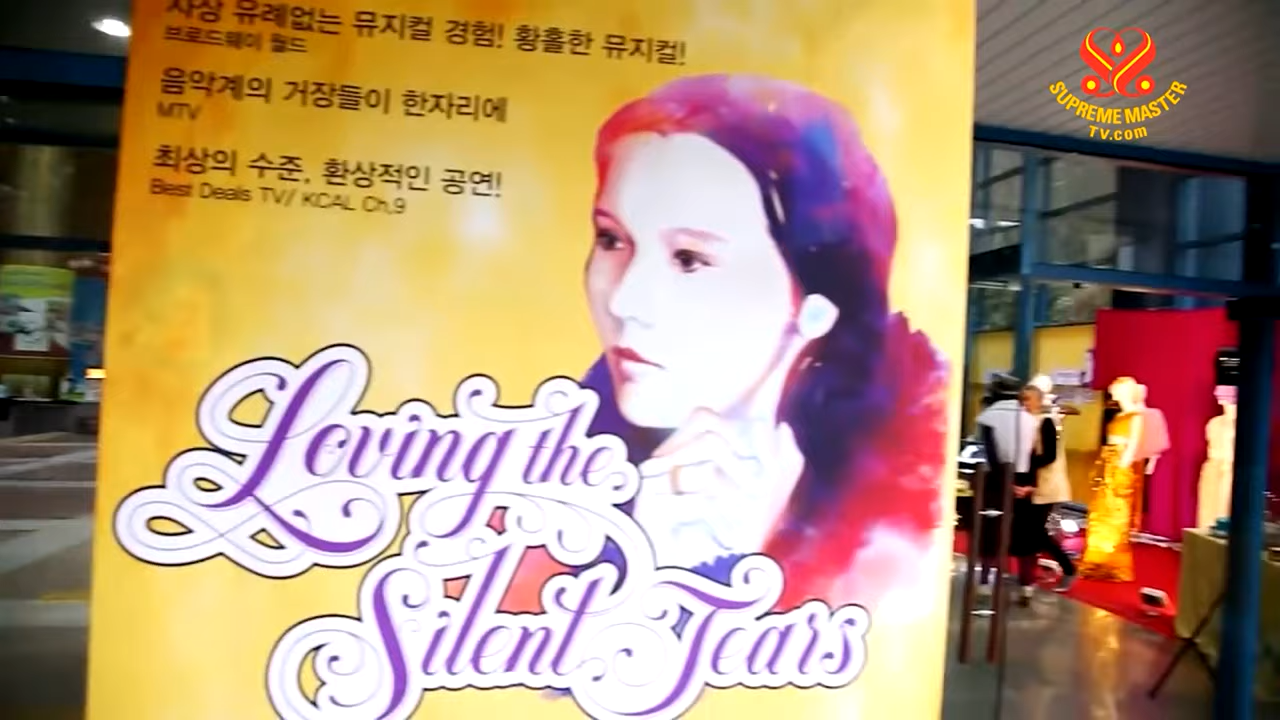 사상 유례없는 뮤지컬 경험! 황홀한 뮤지컬!
브로드웨이 월드
음악계의 거장들이 한자리에
MTV
최상의 수준, 환상적인 공연!
Best Deals TV/ KCAL Ch,9
Loving the
Silent Tears
SUPREME MASTER
TV.com